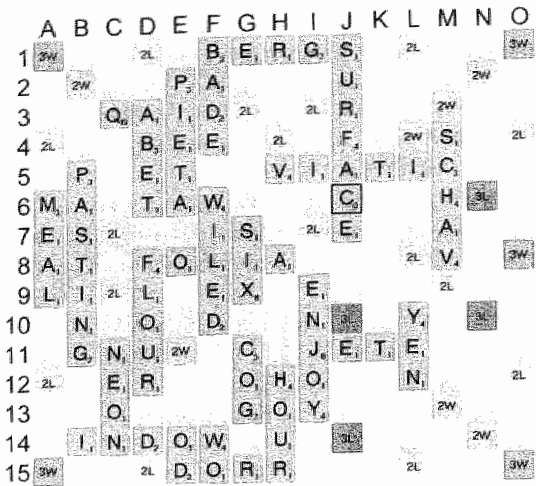 A B C D E F G H I J K L M N O
1 3W 2L B E R G S 2L 3W
2 2W P A U 2W
3 Q A I D 2L 2L R 2W
4 2L B E E 2L F 2W S 2L
5 P E T V I A K T I C
6 M A T A W C H 3L
7 E S 2L I S 2L E A
8 A T F O L I A 2L V 3W
9 L I 2L L E X E 2L
10 N O D N 3L Y 3L
11 G N U 2W C J E T E
12 2L E R O H O N 2L
13 O G O Y 2W
14 I N D O W U 3L 2W
15 3W 2L D O R R 2L 3W